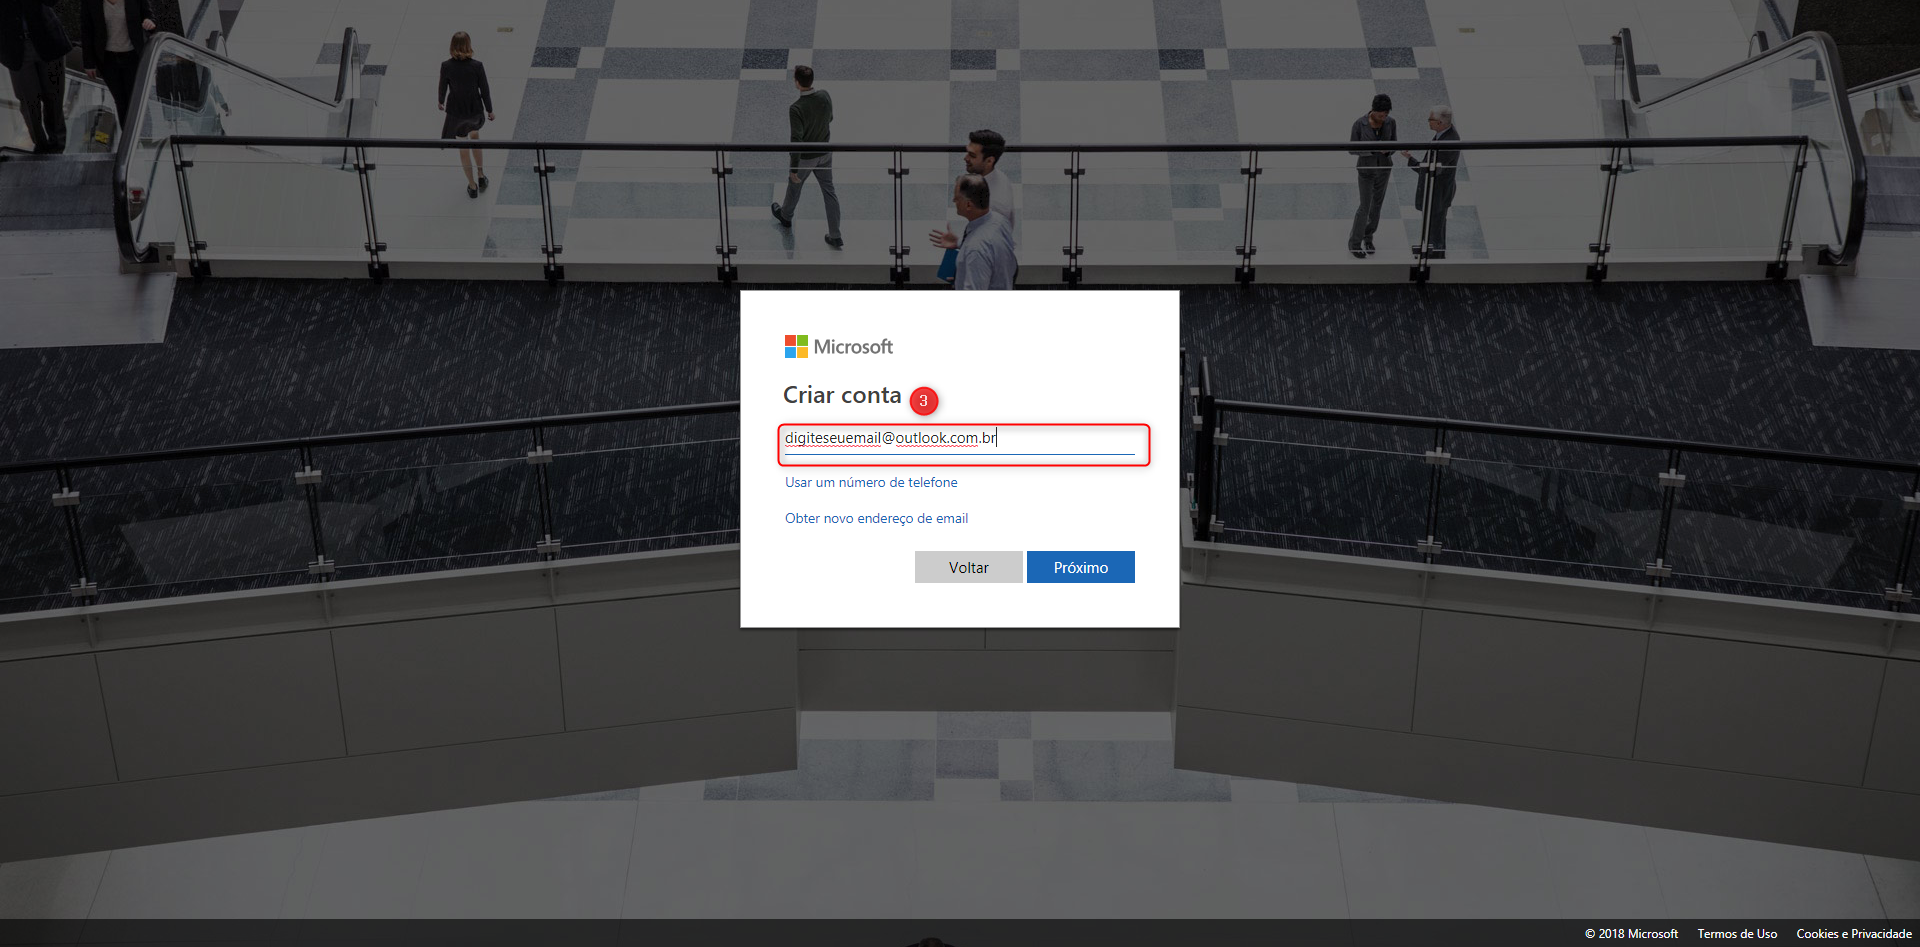 Microsoft
Criar conta 3
digiteseuemail@outlook.com.br
Usar um número de telefone
Obter novo endereço de email
Voltar Próximo
© 2018 Microsoft Termos de Uso Cookies e Privacidade